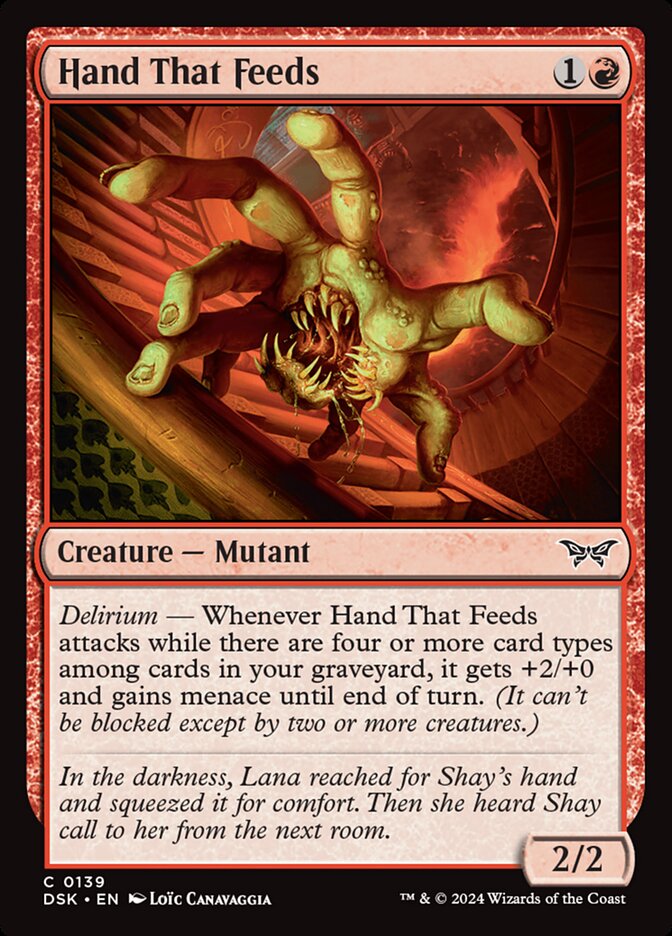 Hand That Feeds
1
Creature — Mutant
Delirium — Whenever Hand That Feeds
attacks while there are four or more card types
among cards in your graveyard, it gets +2/+0
and gains menace until end of turn. (It can't
be blocked except by two or more creatures.)
In the darkness, Lana reached for Shay's hand
and squeezed it for comfort. Then she heard Shay
call to her from the next room.
2/2
C 0139
DSK • EN Loïc Canavaggia
™ & © 2024 Wizards of the Coast